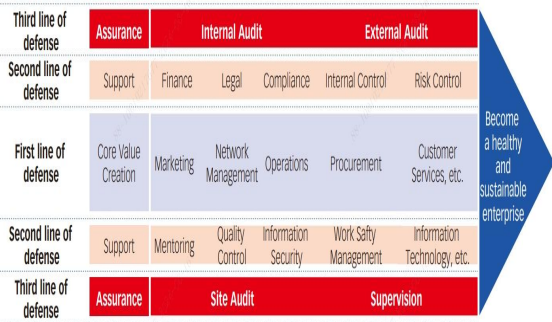 Third line of
defense
Assurance
Internal Audit
External Audit
Second line of
defense
Support
Finance
Legal
Compliance
Internal Control
Risk Control
First line of
defense
Core Value
Creation
Marketing
Network
Management
Operations
Procurement
Customer
Services, etc.
Second line of
defense
Support
Mentoring
Quality
Control
Information
Security
Work Safty
Management
Information
Technology, etc.
Third line of
defense
Assurance
Site Audit
Supervision
Become
a healthy
and
sustainable
enterprise